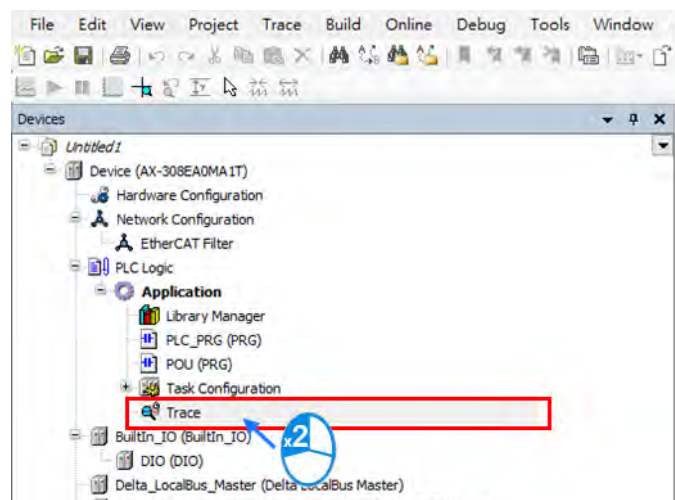 File Edit View Project Trace Build Online Debug Tools Window
Devices
Untitled1
Device (AX-308EA0MA1T)
Hardware Configuration
Network Configuration
EtherCAT Filter
PLC Logic
Application
Library Manager
PLC_PRG (PRG)
POU (PRG)
Task Configuration
Trace
BuiltIn_IO (BuiltIn_IO)
x2
DIO (DIO)
Delta_LocalBus_Master (Delta LocalBus Master)